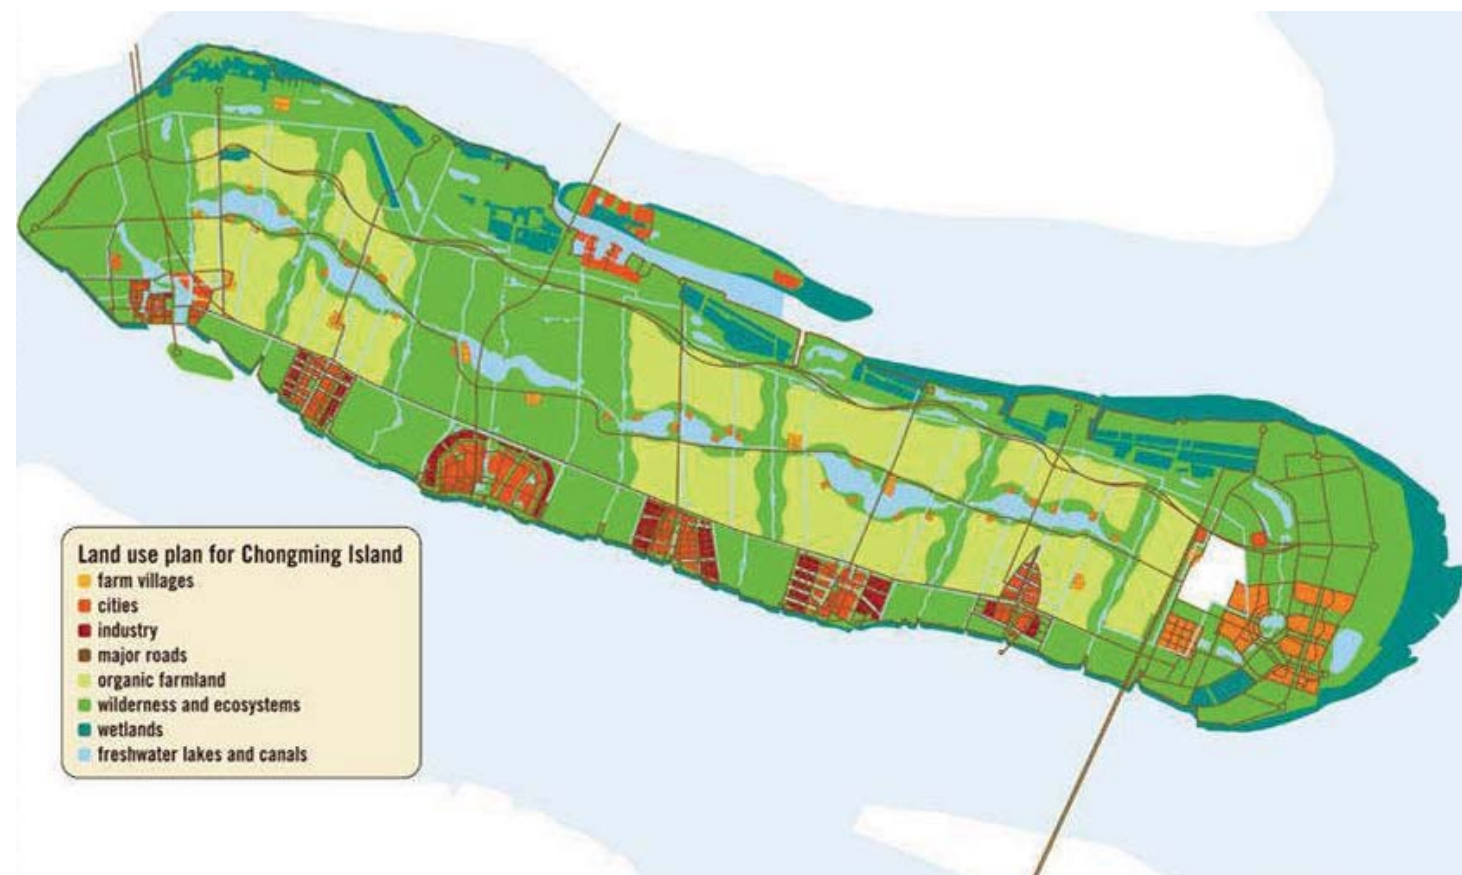 Land use plan for Chongming Island
farm villages
cities
industry
major roads
organic farmland
wilderness and ecosystems
wetlands
freshwater lakes and canals